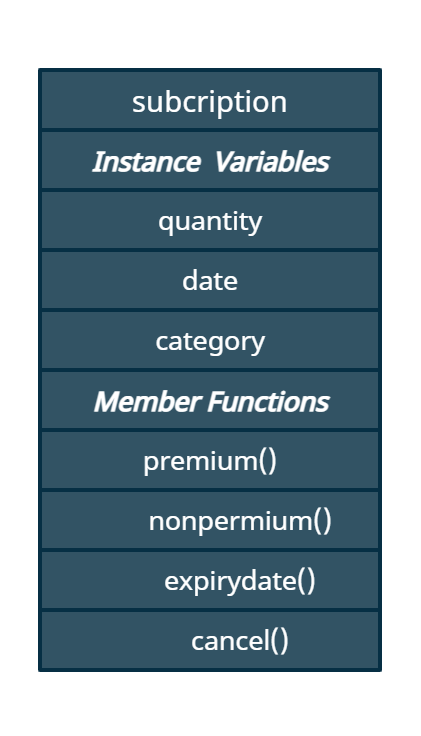 subcription
Instance Variables
quantity
date
category
Member Functions
premium()
nonpermium()
expirydate()
cancel()